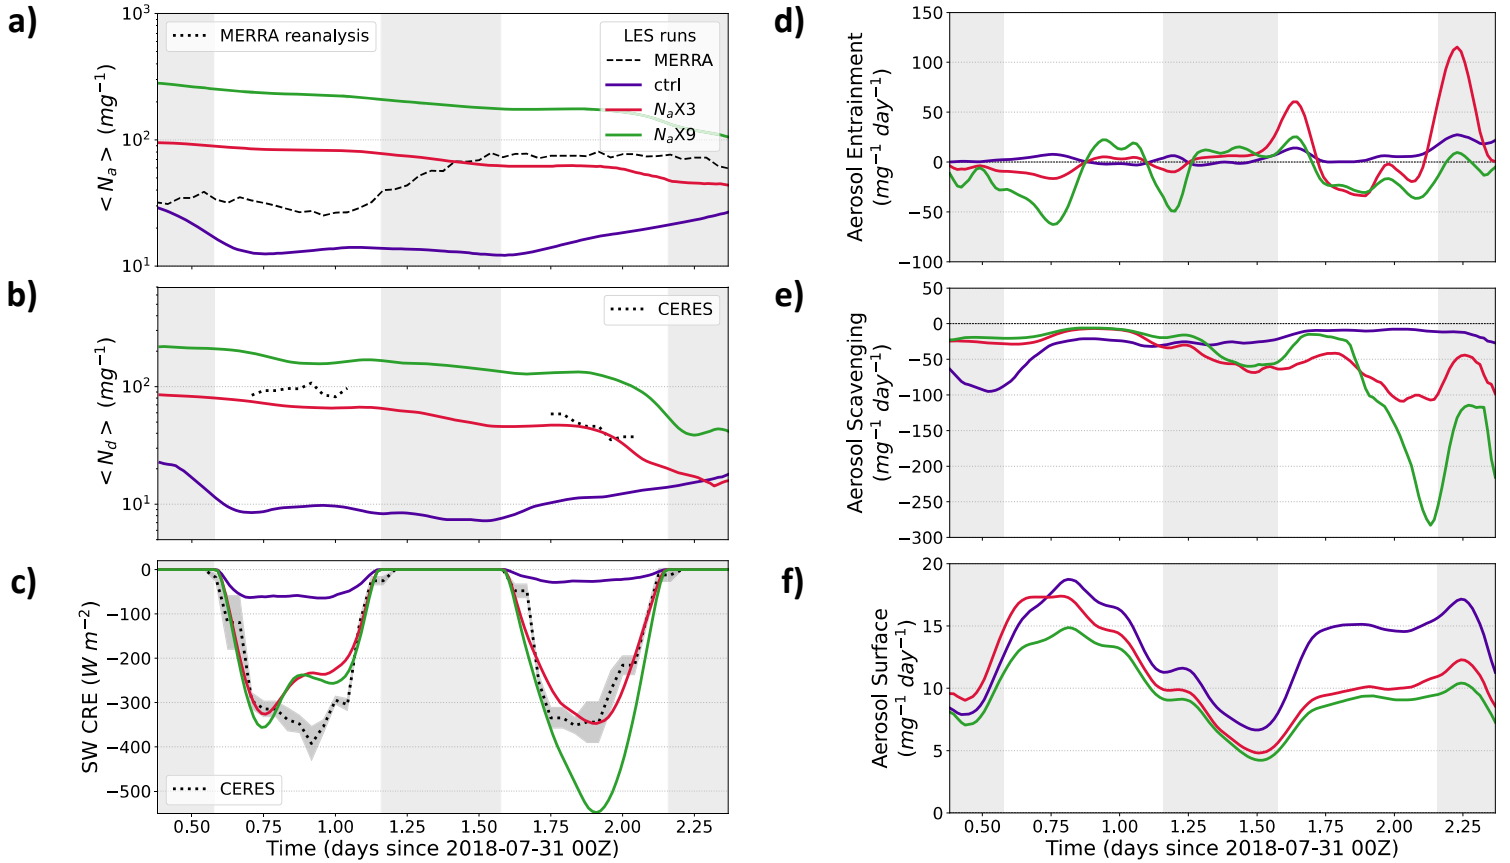 a)
10³
10²
10¹
< Nₐ > (mg⁻¹)
MERRA reanalysis
LES runs
MERRA
ctrl
NₐX3
NₐX9
b)
10²
10¹
< N_d > (mg⁻¹)
CERES
c)
0
−100
−200
−300
−400
−500
SW CRE (W m⁻²)
CERES
0.50 0.75 1.00 1.25 1.50 1.75 2.00 2.25
Time (days since 2018-07-31 00Z)
d)
150
100
50
0
−50
−100
Aerosol Entrainment
(mg⁻¹ day⁻¹)
e)
50
0
−50
−100
−150
−200
−250
−300
Aerosol Scavenging
(mg⁻¹ day⁻¹)
f)
20
15
10
5
0
Aerosol Surface
(mg⁻¹ day⁻¹)
0.50 0.75 1.00 1.25 1.50 1.75 2.00 2.25
Time (days since 2018-07-31 00Z)